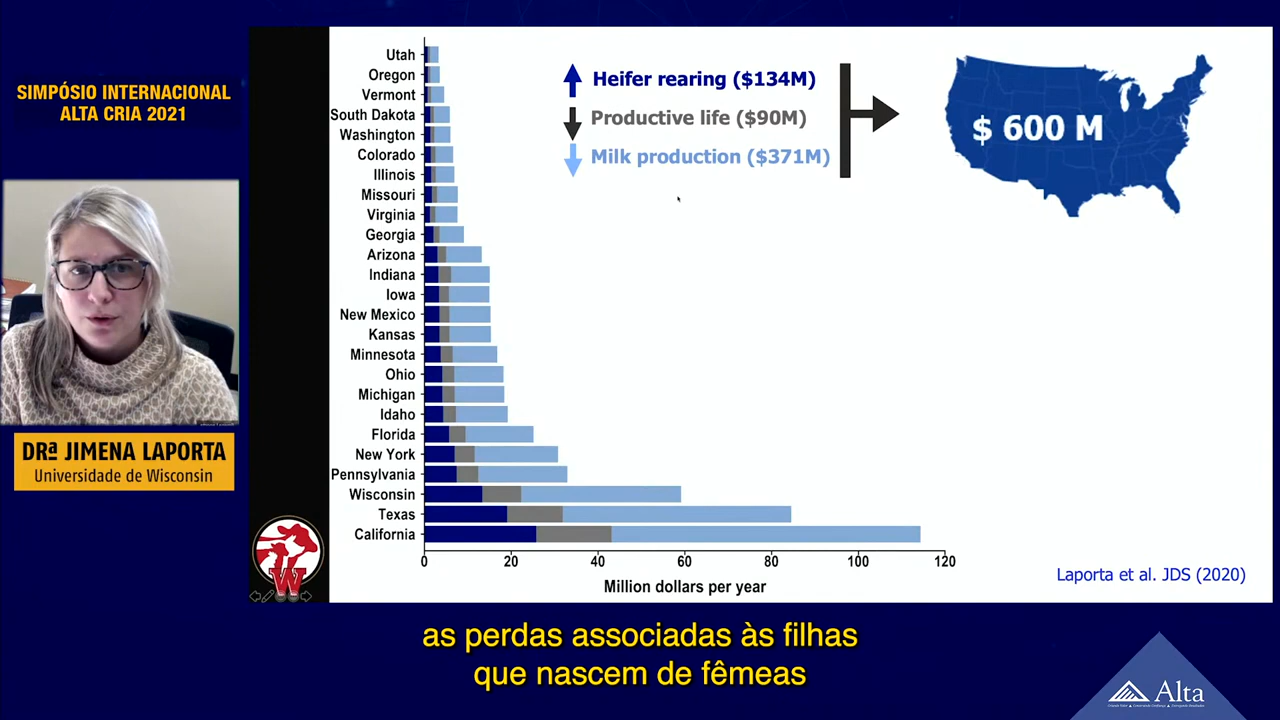 SIMPÓSIO INTERNACIONAL
ALTA CRIA 2021
DRª JIMENA LAPORTA
Universidade de Wisconsin
Utah
Oregon
Vermont
South Dakota
Washington
Colorado
Illinois
Missouri
Virginia
Georgia
Arizona
Indiana
Iowa
New Mexico
Kansas
Minnesota
Ohio
Michigan
Idaho
Florida
New York
Pennsylvania
Wisconsin
Texas
California
0 20 40 60 80 100 120
Million dollars per year
Heifer rearing ($134M)
Productive life ($90M)
Milk production ($371M)
$ 600 M
Laporta et al. JDS (2020)
W
as perdas associadas às filhas
que nascem de fêmeas
Alta